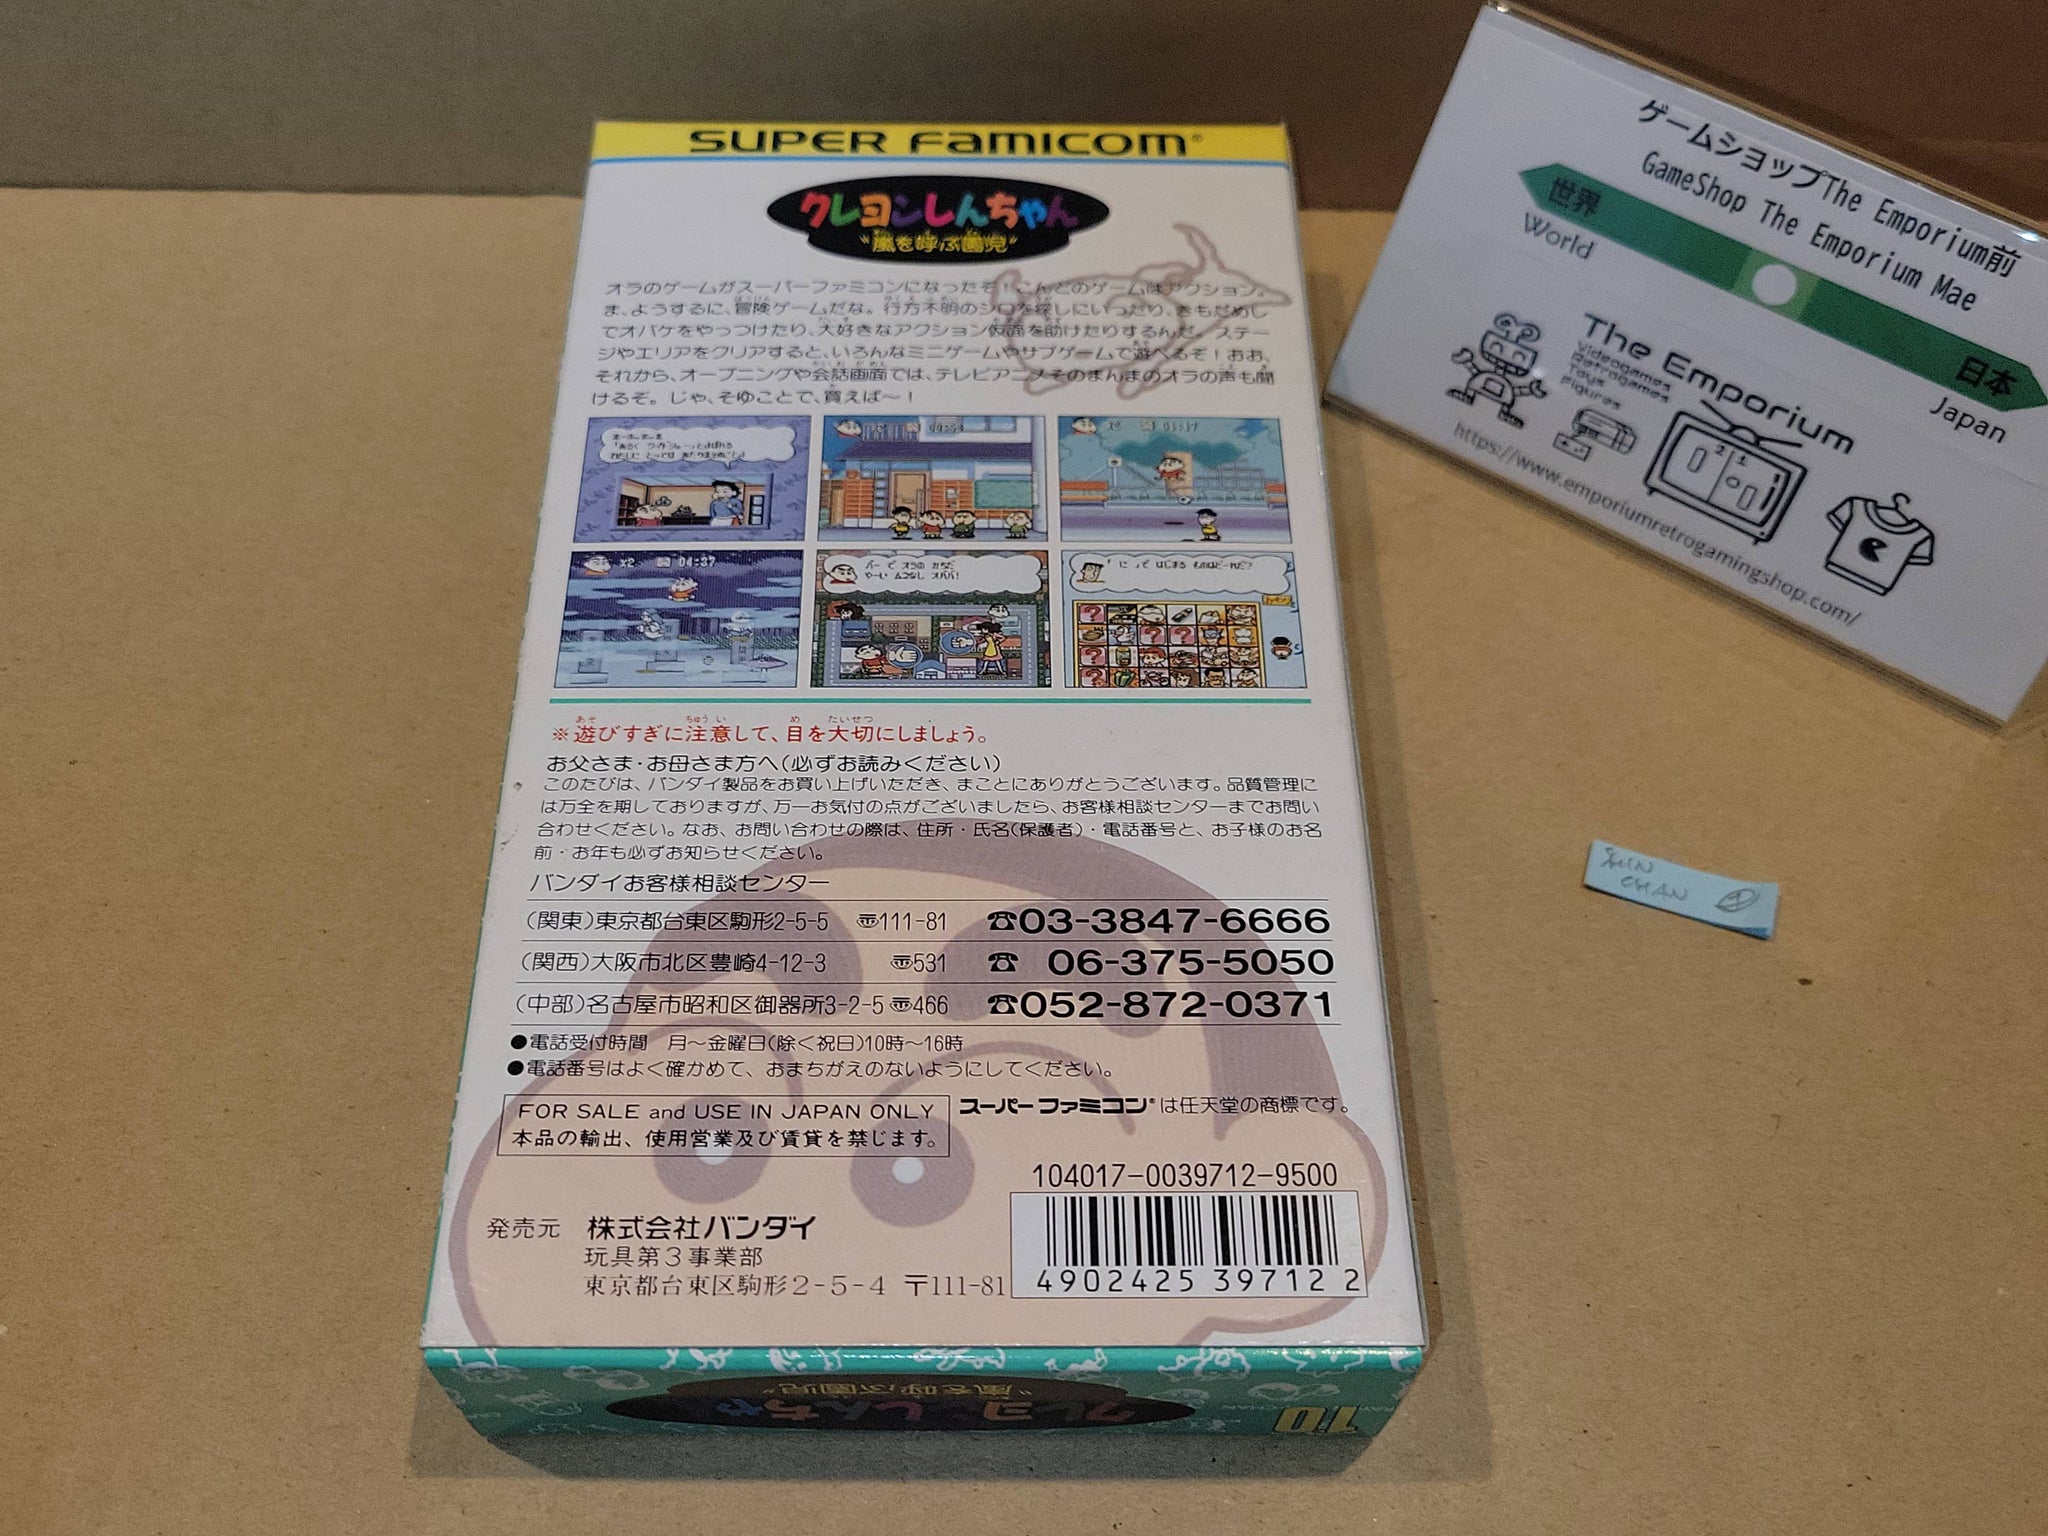 SUPER FAMICOM
クレヨンしんちゃん
"嵐を呼ぶ園児"
オラのゲームがスーパーファミコンになったぞ!こんどのゲームはアクション。
ま、ようするに、冒険ゲームだな。行方不明のシロを探しにいったり、きもだめし
でオバケをやっつけたり、大好きなアクション仮面を助けたりするんだ。ステー
ジやエリアをクリアすると、いろんなミニゲームやサブゲームで遊べるぞ!おお、
それから、オープニングや会話画面では、テレビアニメそのまんまのオラの声も聞
けるぞ。じゃ、そゆことで、買えば〜!
※遊びすぎに注意して、目を大切にしましょう。
お父さま・お母さま方へ(必ずお読みください)
このたびは、バンダイ製品をお買い上げいただき、まことにありがとうございます。品質管理に
は万全を期しておりますが、万一お気付の点がございましたら、お客様相談センターまでお問い
合わせください。なお、お問い合わせの際は、住所・氏名(保護者)・電話番号と、お子様のお名
前・お年も必ずお知らせください。
バンダイお客様相談センター
(関東)東京都台東区駒形2-5-5 〠111-81 ☎03-3847-6666
(関西)大阪市北区豊崎4-12-3 〠531 ☎ 06-375-5050
(中部)名古屋市昭和区御器所3-2-5 〠466 ☎052-872-0371
●電話受付時間 月〜金曜日(除く祝日)10時〜16時
●電話番号はよく確かめて、おまちがえのないようにしてください。
FOR SALE and USE IN JAPAN ONLY
本品の輸出、使用営業及び賃貸を禁じます。
スーパーファミコン®は任天堂の商標です。
104017-0039712-9500
4902425 397122
発売元 株式会社バンダイ
玩具第3事業部
東京都台東区駒形2-5-4 〒111-81
クレヨンしんちゃん
"嵐を呼ぶ園児"
10
ゲームショップThe Emporium前
GameShop The Emporium Mae
世界
World
日本
Japan
The Emporium
Videogames
Retrogames
Toys
Figures
https://www.emporiumretrogamingshop.com/
SHIN
CHAN